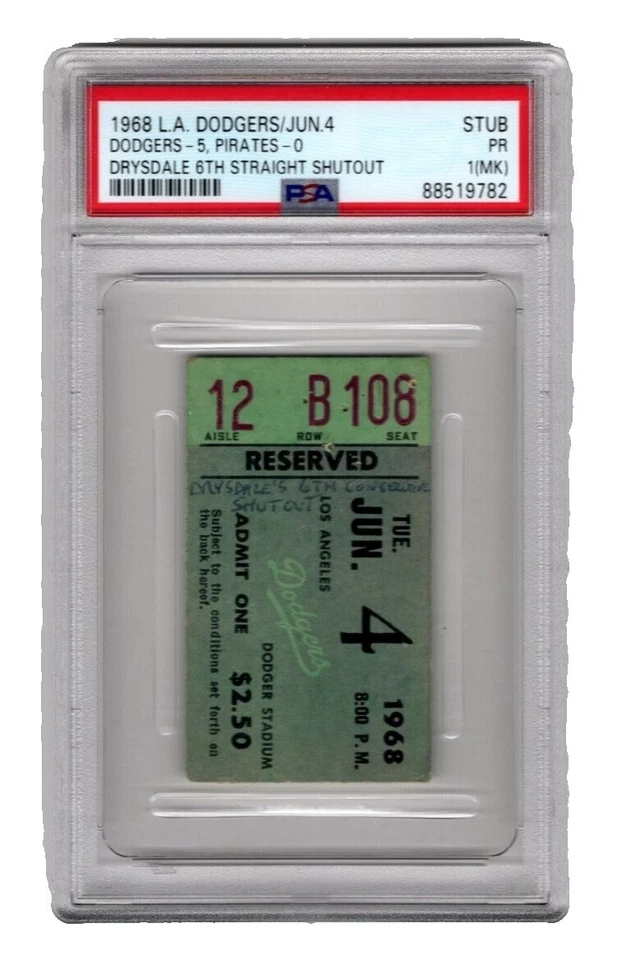 1968 L.A. DODGERS/JUN.4 STUB
DODGERS - 5, PIRATES - 0 PR
DRYSDALE 6TH STRAIGHT SHUTOUT 1(MK)
PSA 88519782
12 B 108
AISLE ROW SEAT
RESERVED
DRYSDALE'S 6TH CONSECUTIVE
SHUTOUT
TUE.
JUN. 4 1968
8:00 P.M.
LOS ANGELES
Dodgers
DODGER STADIUM
ADMIT ONE $2.50
Subject to the conditions set forth on
the back hereof.